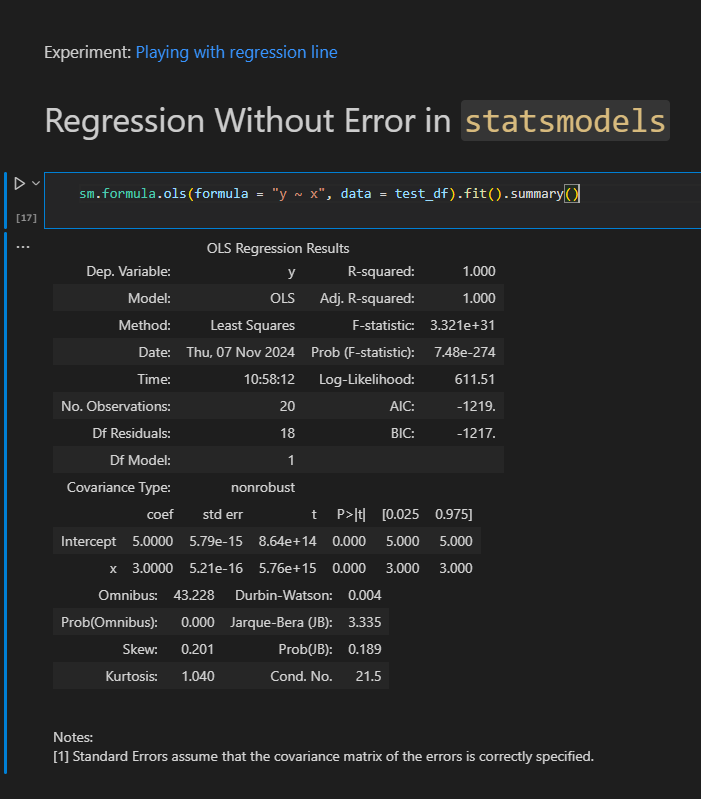 Experiment: Playing with regression line
Regression Without Error in statsmodels
sm.formula.ols(formula = "y ~ x", data = test_df).fit().summary()
[17]
...
OLS Regression Results
Dep. Variable: y R-squared: 1.000
Model: OLS Adj. R-squared: 1.000
Method: Least Squares F-statistic: 3.321e+31
Date: Thu, 07 Nov 2024 Prob (F-statistic): 7.48e-274
Time: 10:58:12 Log-Likelihood: 611.51
No. Observations: 20 AIC: -1219.
Df Residuals: 18 BIC: -1217.
Df Model: 1
Covariance Type: nonrobust
coef std err t P>|t| [0.025 0.975]
Intercept 5.0000 5.79e-15 8.64e+14 0.000 5.000 5.000
x 3.0000 5.21e-16 5.76e+15 0.000 3.000 3.000
Omnibus: 43.228 Durbin-Watson: 0.004
Prob(Omnibus): 0.000 Jarque-Bera (JB): 3.335
Skew: 0.201 Prob(JB): 0.189
Kurtosis: 1.040 Cond. No. 21.5
Notes:
[1] Standard Errors assume that the covariance matrix of the errors is correctly specified.